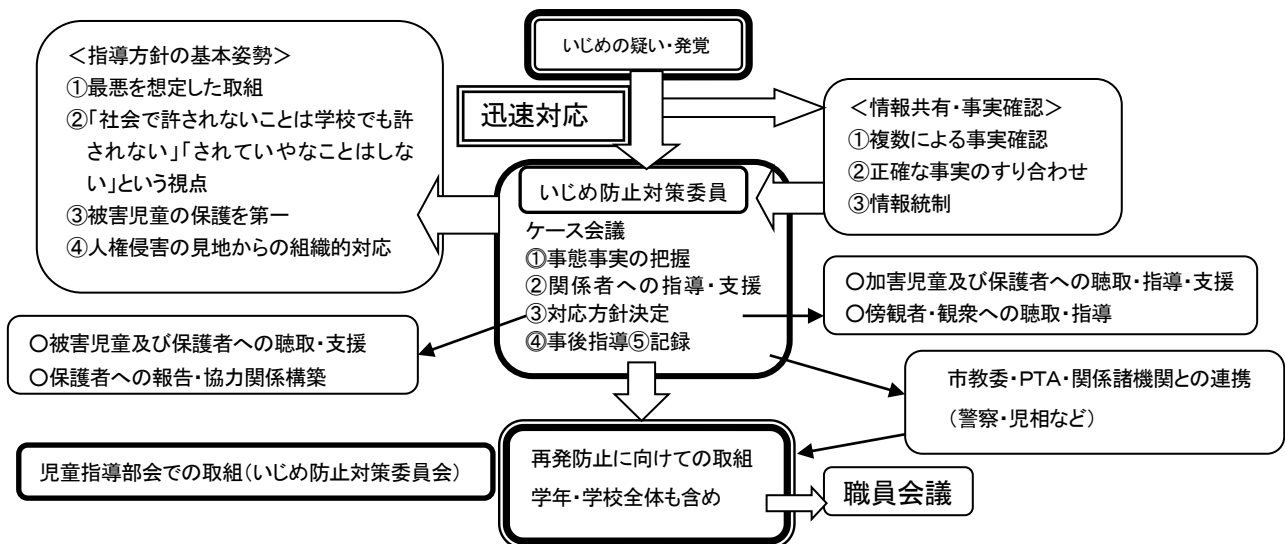 いじめの疑い・発覚
迅速対応
＜指導方針の基本姿勢＞
①最悪を想定した取組
②「社会で許されないことは学校でも許
されない」「されていやなことはしな
い」という視点
③被害児童の保護を第一
④人権侵害の見地からの組織的対応
＜情報共有・事実確認＞
①複数による事実確認
②正確な事実のすり合わせ
③情報統制
いじめ防止対策委員
ケース会議
①事態事実の把握
②関係者への指導・支援
③対応方針決定
④事後指導⑤記録
○加害児童及び保護者への聴取・指導・支援
○傍観者・観衆への聴取・指導
○被害児童及び保護者への聴取・支援
○保護者への報告・協力関係構築
市教委・PTA・関係諸機関との連携
（警察・児相など）
児童指導部会での取組（いじめ防止対策委員会）
再発防止に向けての取組
学年・学校全体も含め
職員会議